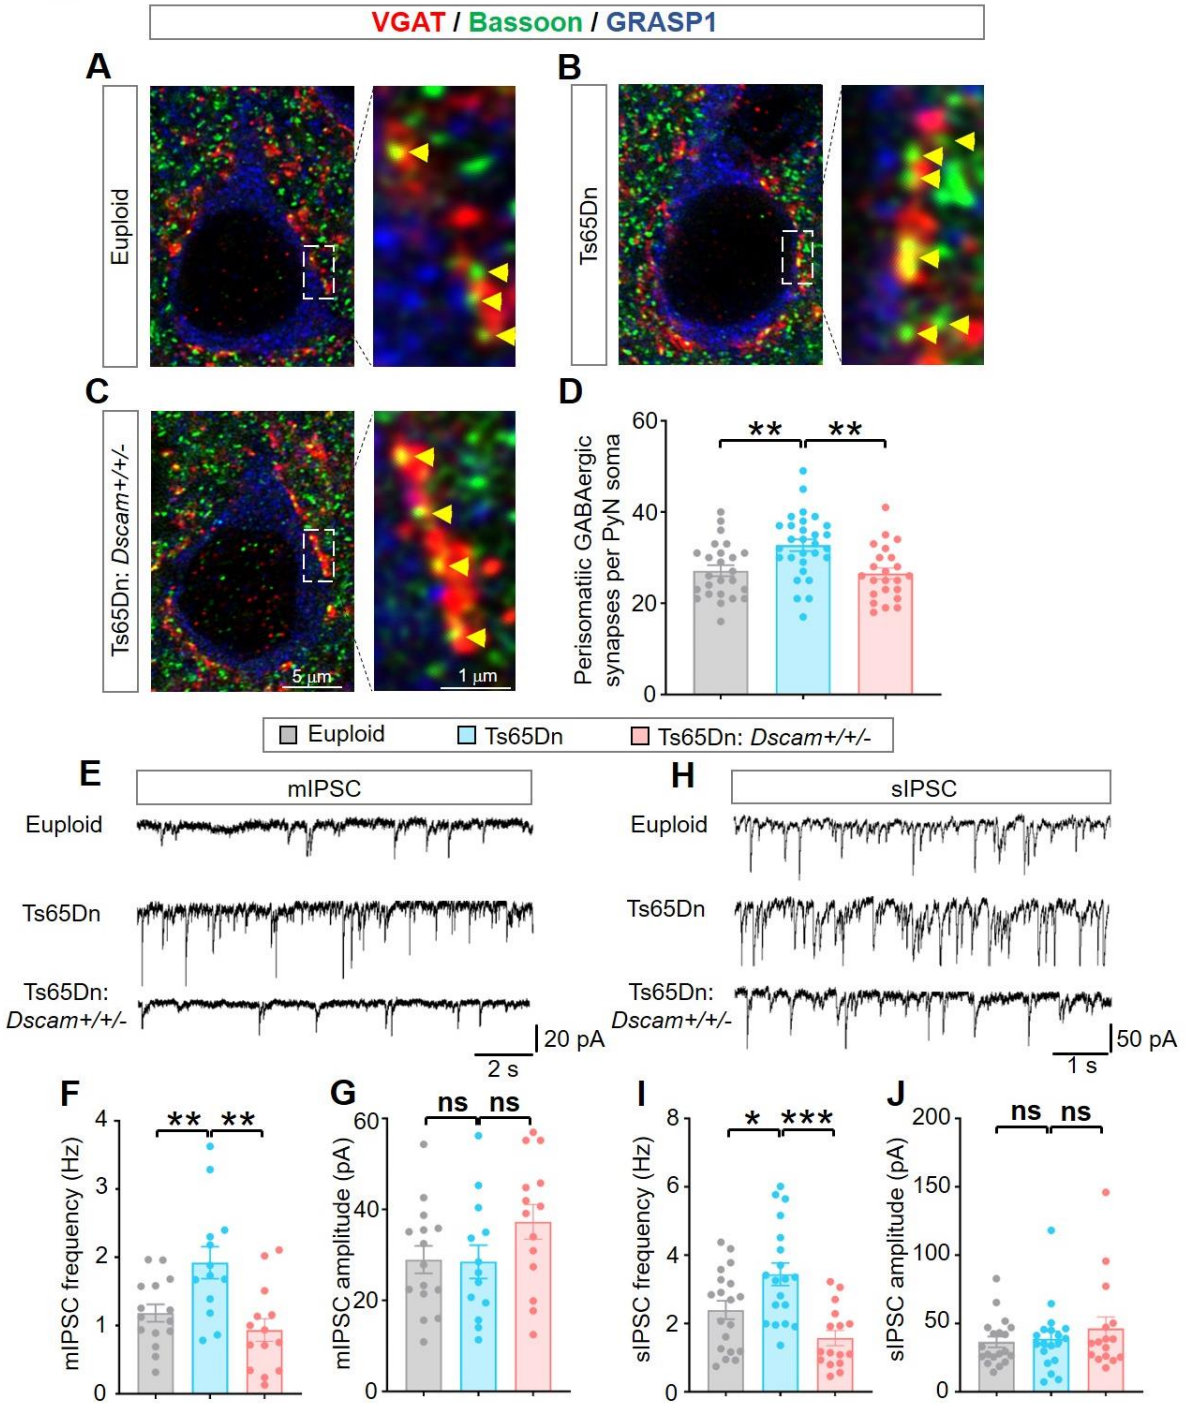 VGAT / Bassoon / GRASP1
A
B
Euploid
Ts65Dn
C
D
Ts65Dn: Dscam+/+/-
5 μm
1 μm
Perisomatic GABAergic
synapses per PyN soma
60
40
20
0
**
**
Euploid
Ts65Dn
Ts65Dn: Dscam+/+/-
E
mIPSC
Euploid
Ts65Dn
Ts65Dn:
Dscam+/+/-
20 pA
2 s
H
sIPSC
Euploid
Ts65Dn
Ts65Dn:
Dscam+/+/-
50 pA
1 s
F
mIPSC frequency (Hz)
4
3
2
1
0
**
**
G
mIPSC amplitude (pA)
60
40
20
0
ns
ns
I
sIPSC frequency (Hz)
8
6
4
2
0
*
***
J
sIPSC amplitude (pA)
200
150
100
50
0
ns
ns